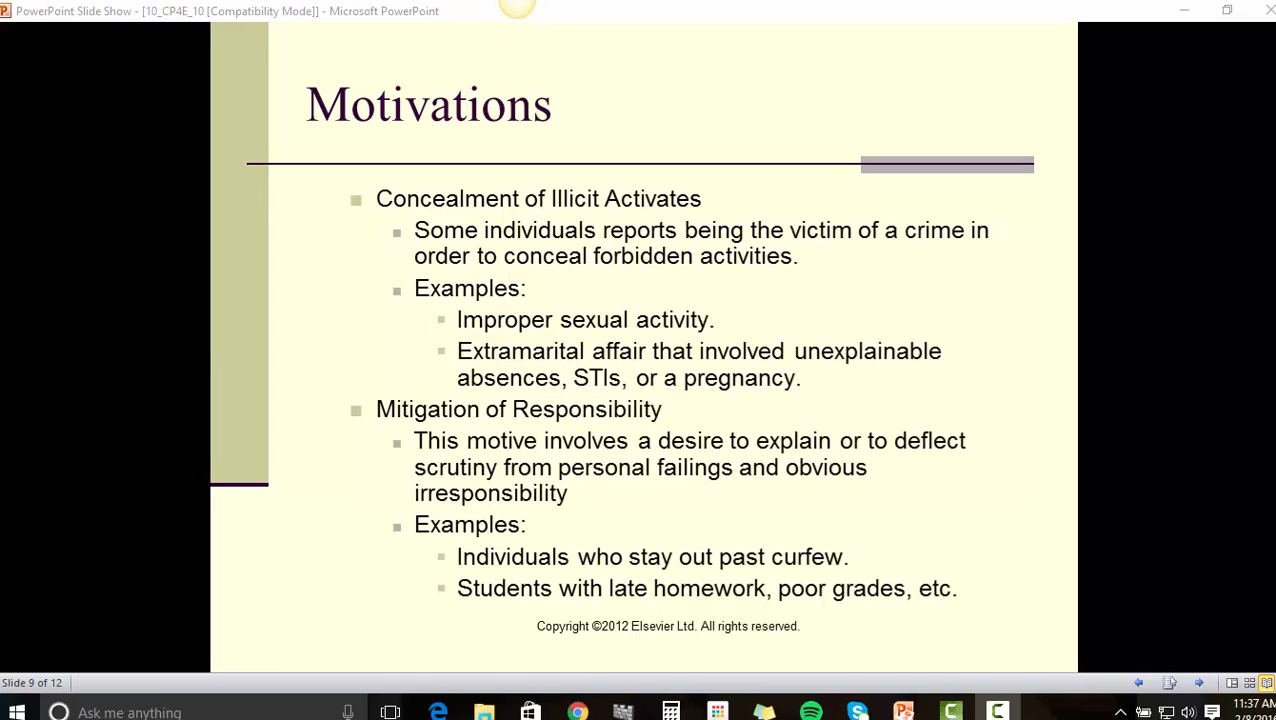 PowerPoint Slide Show - [10_CP4E_10 [Compatibility Mode]] - Microsoft PowerPoint
Motivations
Concealment of Illicit Activates
Some individuals reports being the victim of a crime in
order to conceal forbidden activities.
Examples:
Improper sexual activity.
Extramarital affair that involved unexplainable
absences, STIs, or a pregnancy.
Mitigation of Responsibility
This motive involves a desire to explain or to deflect
scrutiny from personal failings and obvious
irresponsibility
Examples:
Individuals who stay out past curfew.
Students with late homework, poor grades, etc.
Copyright ©2012 Elsevier Ltd. All rights reserved.
Slide 9 of 12
11:37 AM
Ask me anything